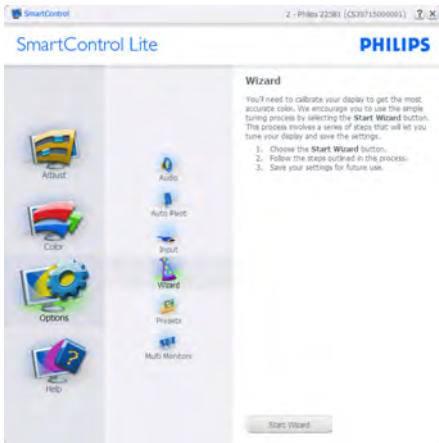 SmartControl
2 - Philips 225B1 (CS39715000001)
SmartControl Lite
PHILIPS
Wizard
You'll need to calibrate your display to get the most
accurate color. We encourage you to use the simple
tuning process by selecting the Start Wizard button.
This process involves a series of steps that will let you
tune your display and save the settings.
1. Choose the Start Wizard button.
2. Follow the steps outlined in this process.
3. Save your settings for future use.
Adjust
Color
Options
Help
Audio
Auto Pivot
Input
Wizard
Presets
Multi Monitors
Start Wizard